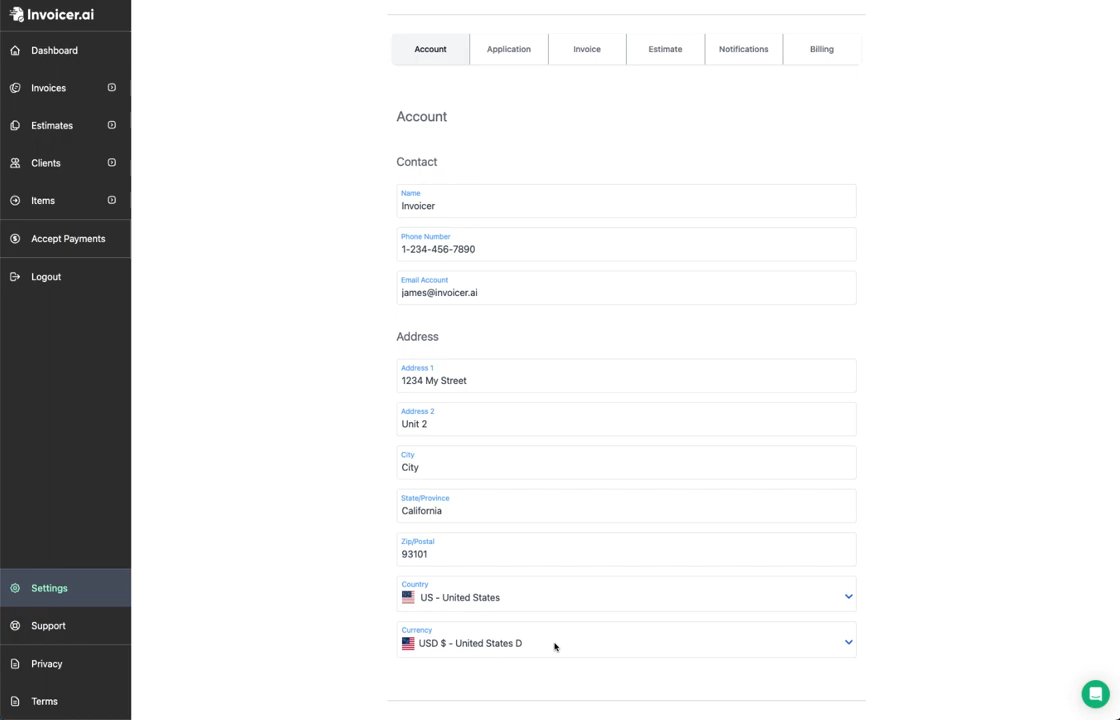 Invoicer.ai
Dashboard
Invoices
Estimates
Clients
Items
Accept Payments
Logout
Settings
Support
Privacy
Terms
Account
Application
Invoice
Estimate
Notifications
Billing
Account
Contact
Name
Invoicer
Phone Number
1-234-456-7890
Email Account
james@invoicer.ai
Address
Address 1
1234 My Street
Address 2
Unit 2
City
City
State/Province
California
Zip/Postal
93101
Country
US - United States
Currency
USD $ - United States D